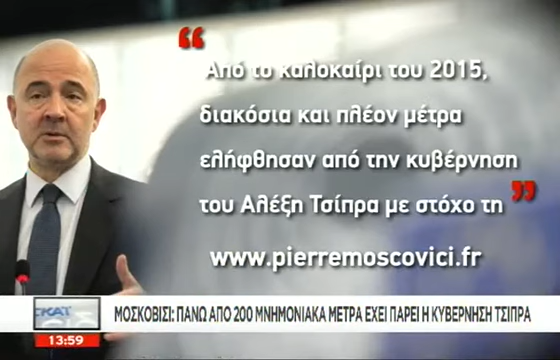 “
Από το καλοκαίρι του 2015,
διακόσια και πλέον μέτρα
ελήφθησαν από την κυβέρνηση
του Αλέξη Τσίπρα με στόχο τη ”
www.pierremoscovici.fr
ΜΟΣΚΟΒΙΣΙ: ΠΑΝΩ ΑΠΟ 200 ΜΝΗΜΟΝΙΑΚΑ ΜΕΤΡΑ ΕΧΕΙ ΠΑΡΕΙ Η ΚΥΒΕΡΝΗΣΗ ΤΣΙΠΡΑ
ΣΚΑΪ
13:59